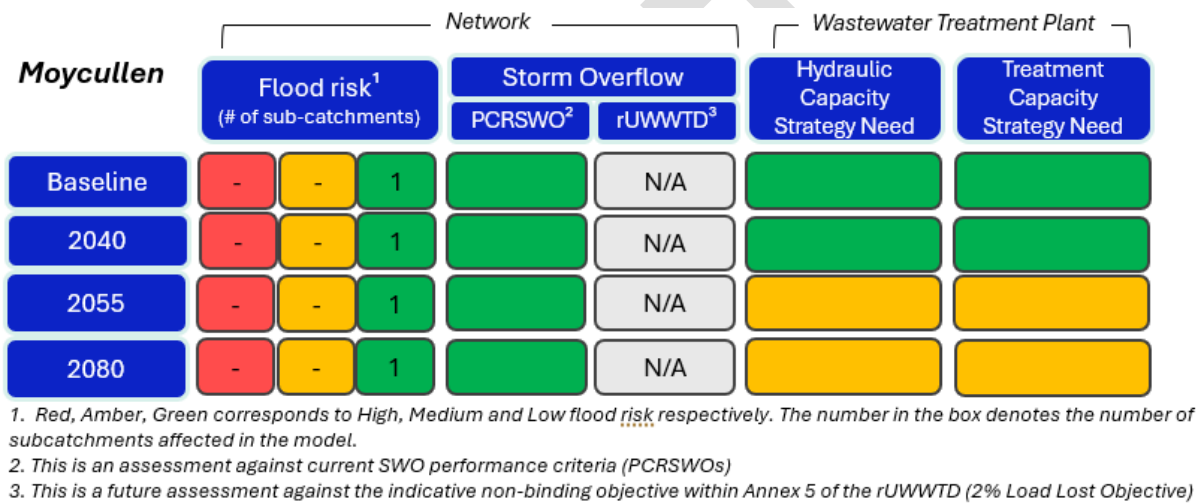 Network
Wastewater Treatment Plant
Moycullen
Flood risk¹
(# of sub-catchments)
Storm Overflow
PCRSWO²
rUWWTD³
Hydraulic
Capacity
Strategy Need
Treatment
Capacity
Strategy Need
Baseline - - 1 N/A
2040 - - 1 N/A
2055 - - 1 N/A
2080 - - 1 N/A
1. Red, Amber, Green corresponds to High, Medium and Low flood risk respectively. The number in the box denotes the number of
subcatchments affected in the model.
2. This is an assessment against current SWO performance criteria (PCRSWOs)
3. This is a future assessment against the indicative non-binding objective within Annex 5 of the rUWWTD (2% Load Lost Objective)